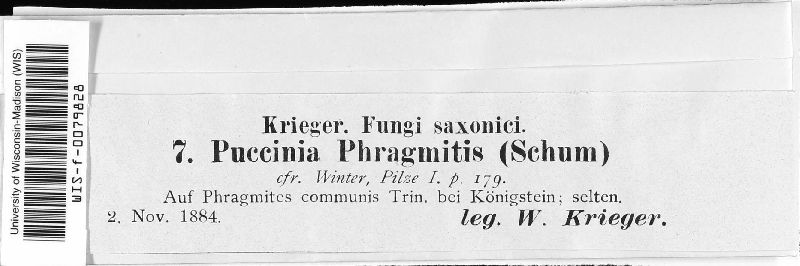 University of Wisconsin-Madison (WIS)
WIS-f-0079828
Krieger. Fungi saxonici.
7. Puccinia Phragmitis (Schum)
cfr. Winter, Pilze I. p. 179.
Auf Phragmites communis Trin. bei Königstein; selten.
2. Nov. 1884. leg. W. Krieger.